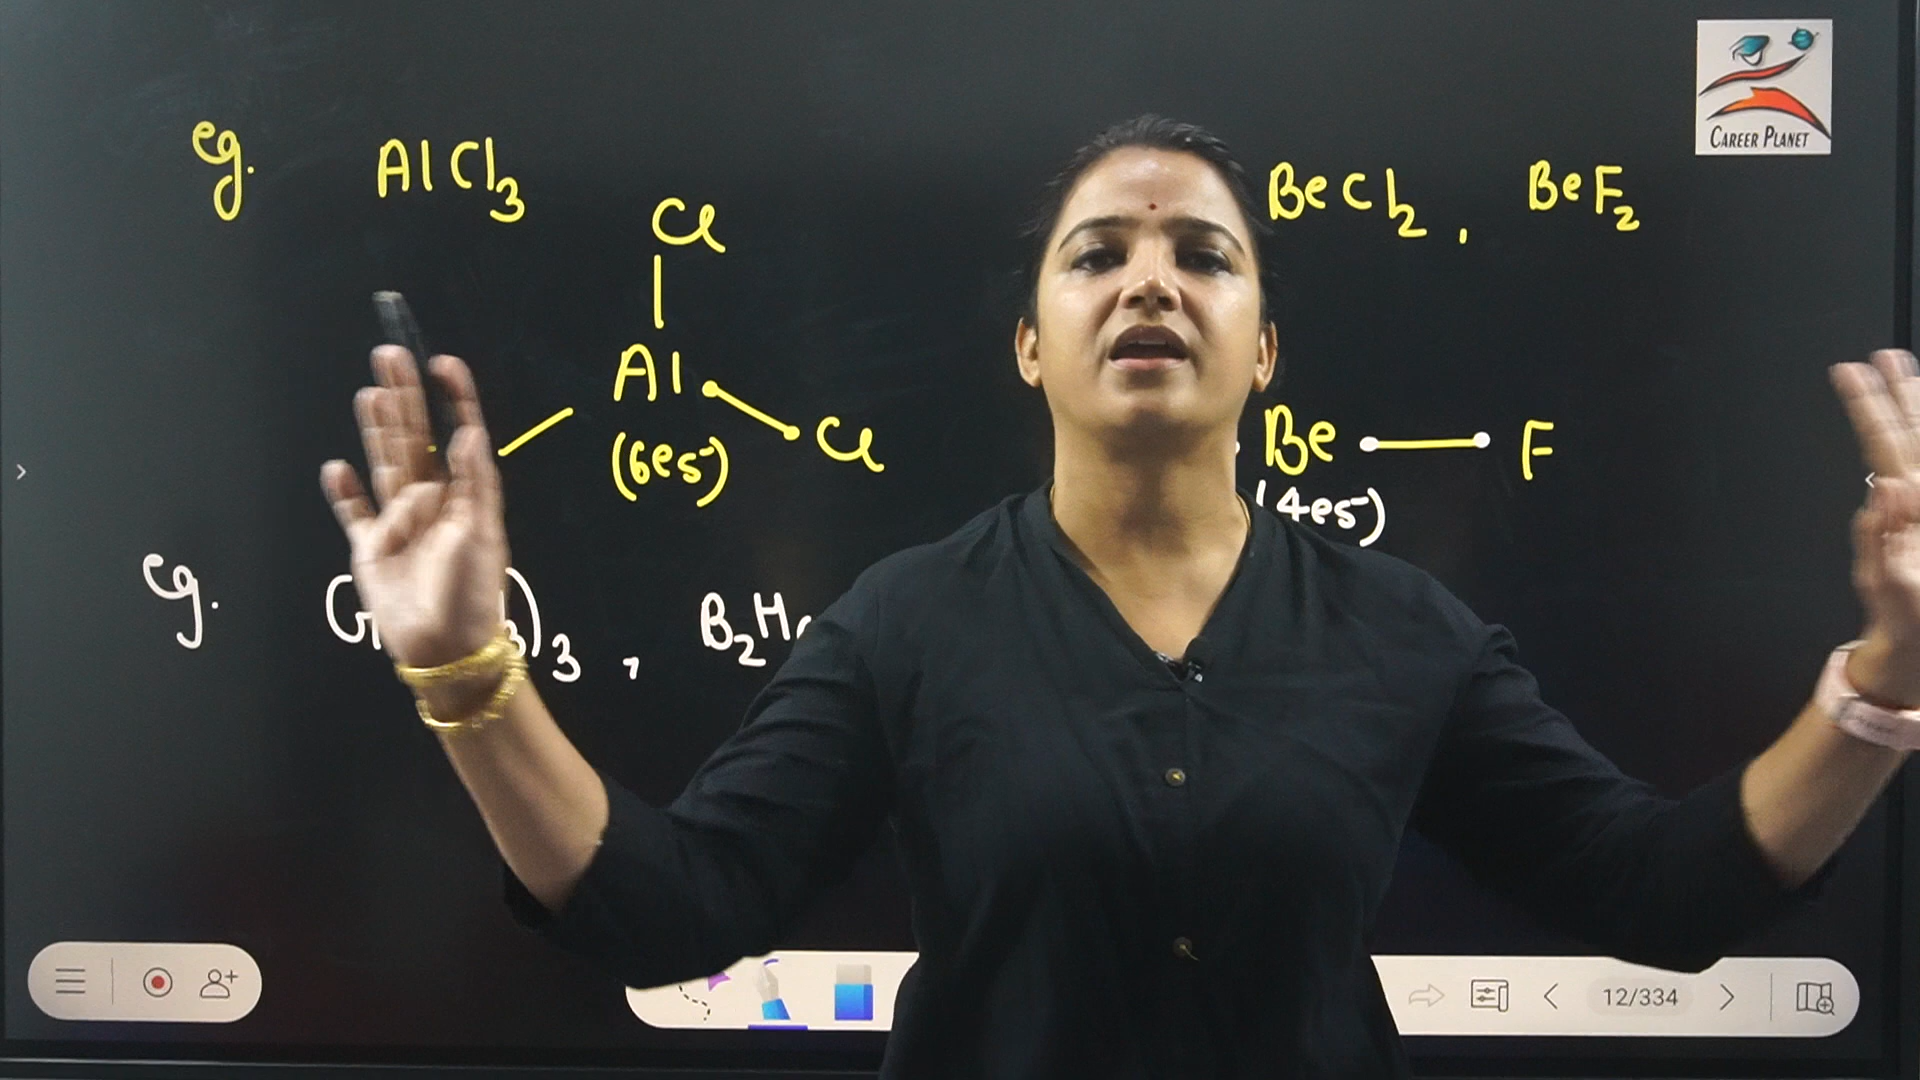 CAREER PLANET
eg. AlCl3 BeCl2, BeF2
Cl
Al Cl
(6es-)
Be F
(4es-)
eg. )3 , B2H
12/334